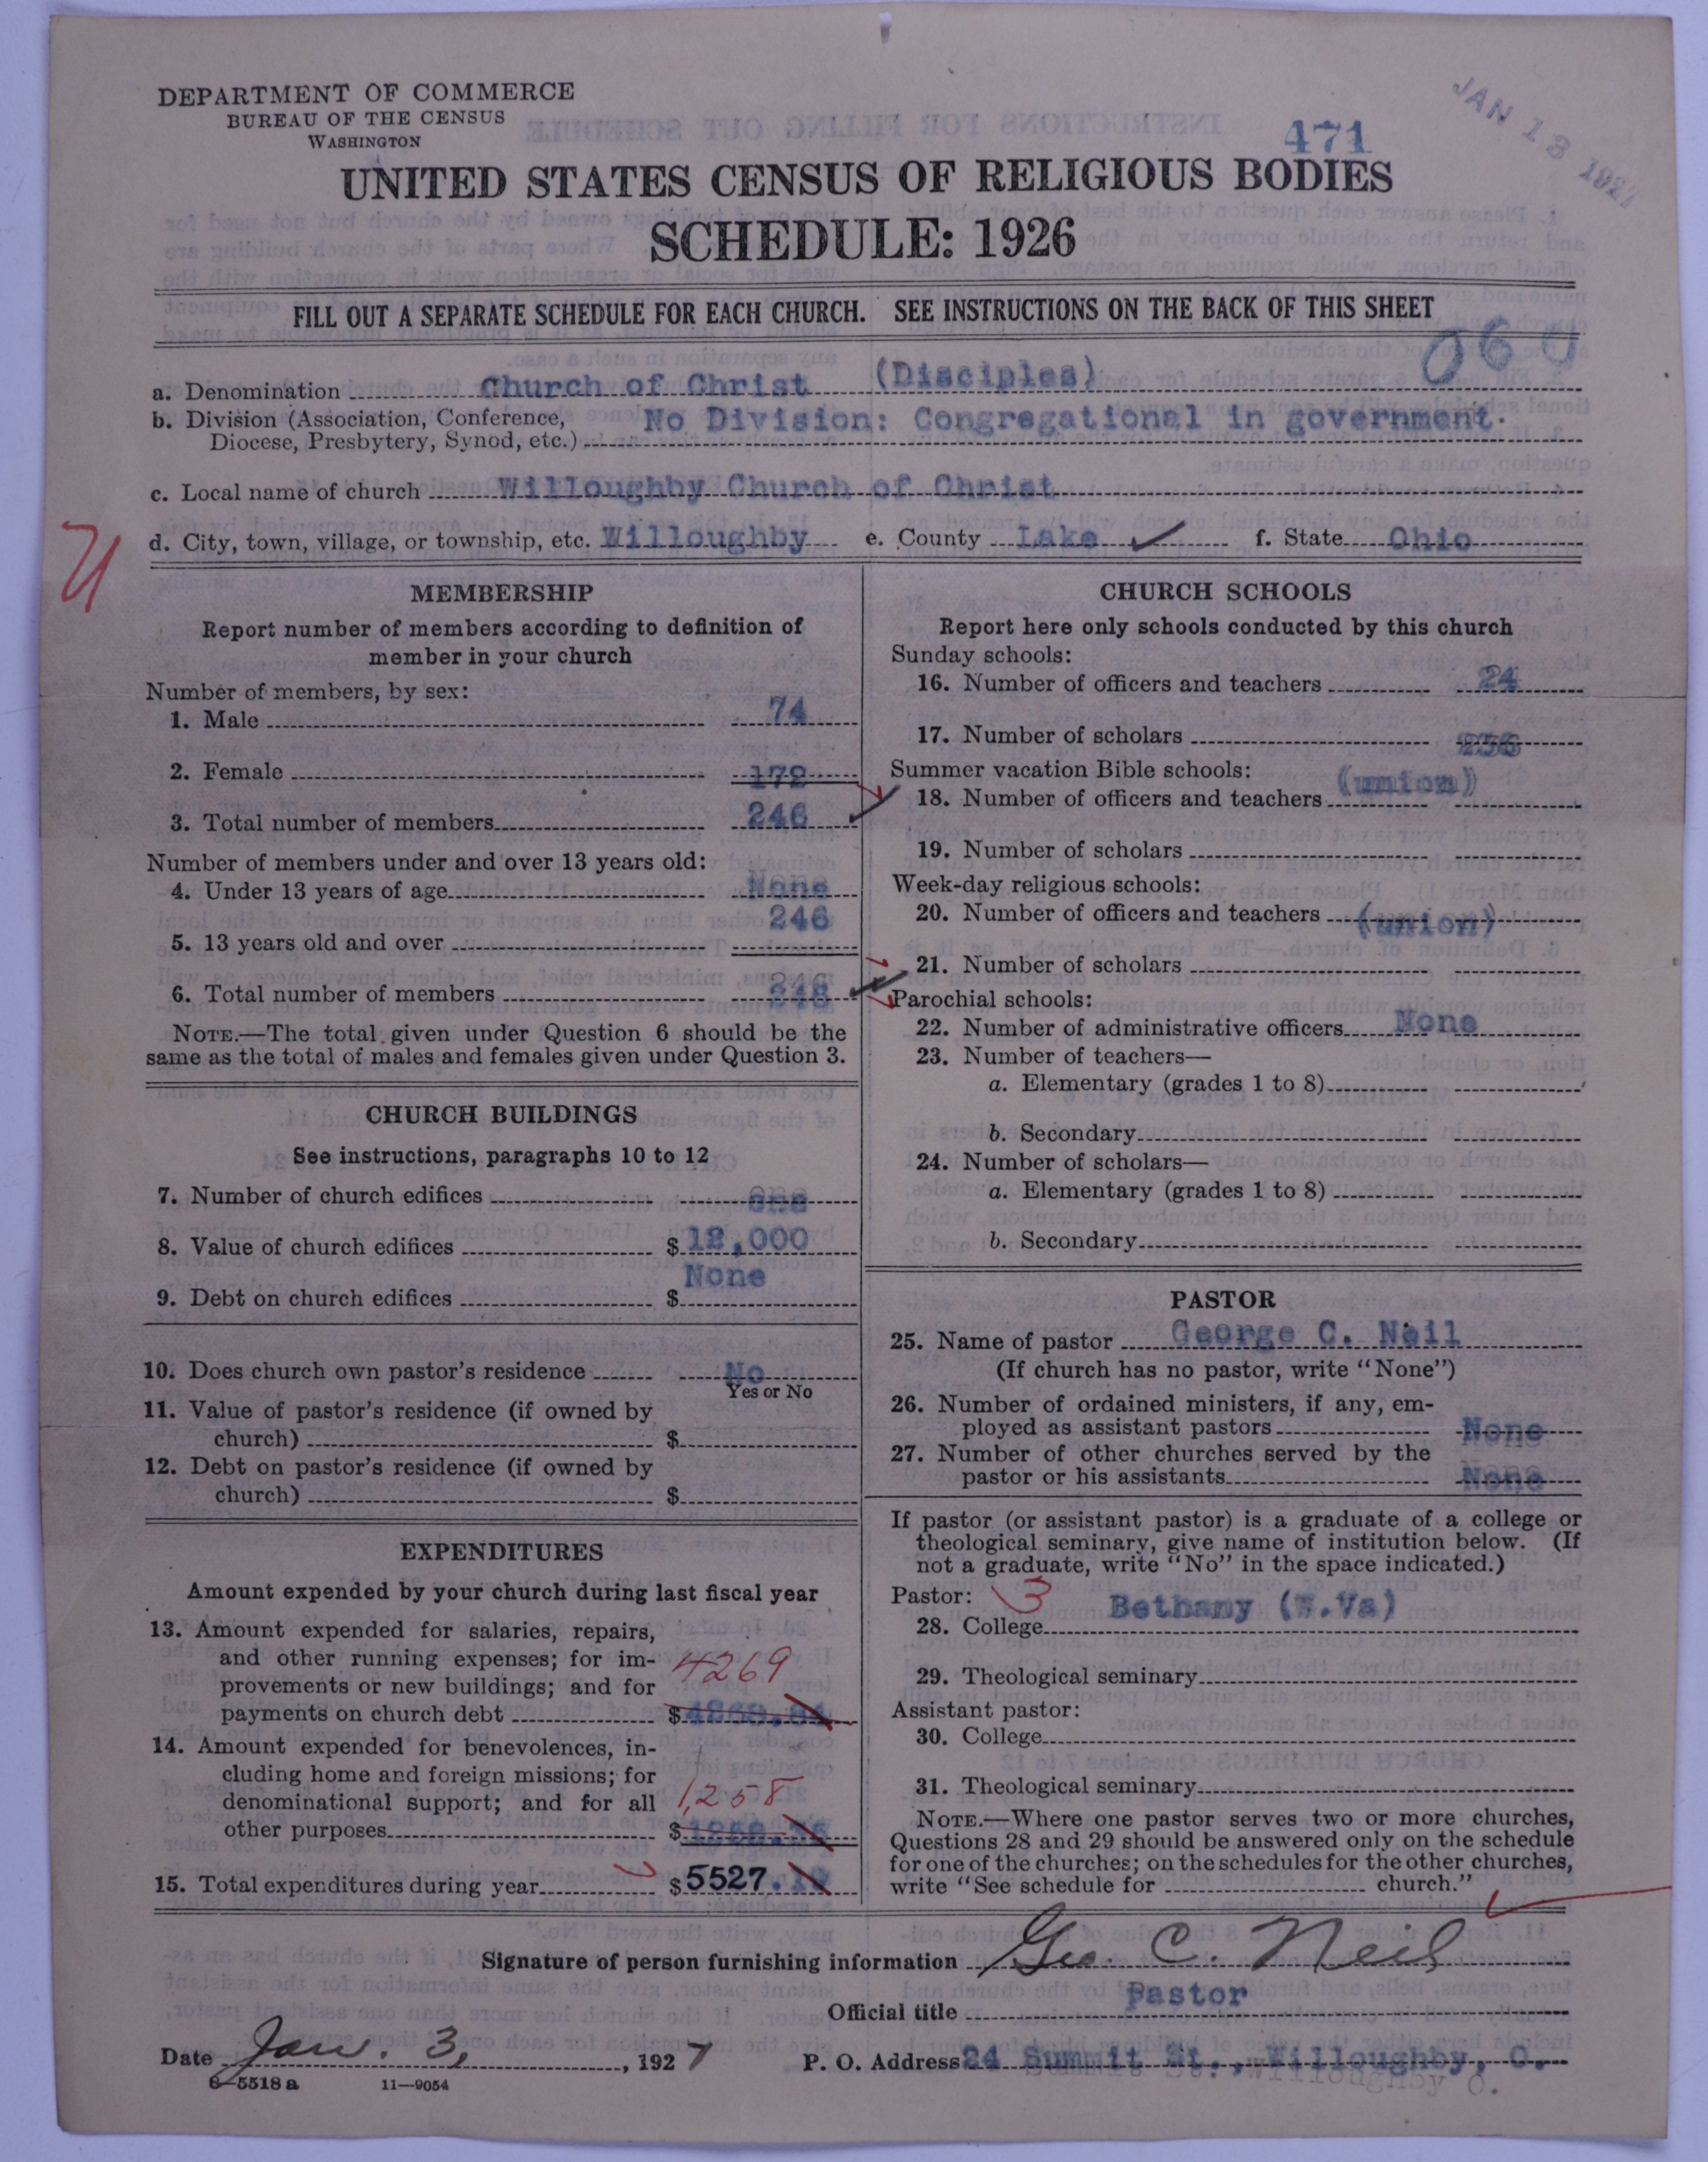 DEPARTMENT OF COMMERCE
BUREAU OF THE CENSUS
WASHINGTON
471
JAN 13 1927
UNITED STATES CENSUS OF RELIGIOUS BODIES
SCHEDULE: 1926
FILL OUT A SEPARATE SCHEDULE FOR EACH CHURCH. SEE INSTRUCTIONS ON THE BACK OF THIS SHEET
060
a. Denomination Church of Christ (Disciples)
b. Division (Association, Conference, Diocese, Presbytery, Synod, etc.) No Division: Congregational in government.
c. Local name of church Willoughby Church of Christ
d. City, town, village, or township, etc. Willoughby e. County Lake ✓ f. State Ohio
U
MEMBERSHIP
Report number of members according to definition of
member in your church
Number of members, by sex:
1. Male 74
2. Female 172
3. Total number of members 246
Number of members under and over 13 years old:
4. Under 13 years of age None
5. 13 years old and over 246
6. Total number of members 246
NOTE.—The total given under Question 6 should be the
same as the total of males and females given under Question 3.
CHURCH BUILDINGS
See instructions, paragraphs 10 to 12
7. Number of church edifices one
8. Value of church edifices $ 12,000
9. Debt on church edifices $ None
10. Does church own pastor's residence No
Yes or No
11. Value of pastor's residence (if owned by
church) $
12. Debt on pastor's residence (if owned by
church) $
EXPENDITURES
Amount expended by your church during last fiscal year
13. Amount expended for salaries, repairs,
and other running expenses; for im-
provements or new buildings; and for 4269
payments on church debt $
14. Amount expended for benevolences, in-
cluding home and foreign missions; for
denominational support; and for all 1,258
other purposes $
15. Total expenditures during year $ 5527.
CHURCH SCHOOLS
Report here only schools conducted by this church
Sunday schools:
16. Number of officers and teachers 24
17. Number of scholars 236
Summer vacation Bible schools:
18. Number of officers and teachers (union)
19. Number of scholars
Week-day religious schools:
20. Number of officers and teachers (union)
21. Number of scholars
Parochial schools:
22. Number of administrative officers None
23. Number of teachers—
a. Elementary (grades 1 to 8)
b. Secondary
24. Number of scholars—
a. Elementary (grades 1 to 8)
b. Secondary
PASTOR
25. Name of pastor George C. Neil
(If church has no pastor, write "None")
26. Number of ordained ministers, if any, em-
ployed as assistant pastors None
27. Number of other churches served by the
pastor or his assistants None
If pastor (or assistant pastor) is a graduate of a college or
theological seminary, give name of institution below. (If
not a graduate, write "No" in the space indicated.)
Pastor: 3
28. College Bethany (W.Va)
29. Theological seminary
Assistant pastor:
30. College
31. Theological seminary
NOTE.—Where one pastor serves two or more churches,
Questions 28 and 29 should be answered only on the schedule
for one of the churches; on the schedules for the other churches,
write "See schedule for church."
Signature of person furnishing information Geo. C. Neil
Official title Pastor
Date Jan. 3, 1927 P. O. Address 24 Summit St., Willoughby, O.
6—5518 a 11—9054